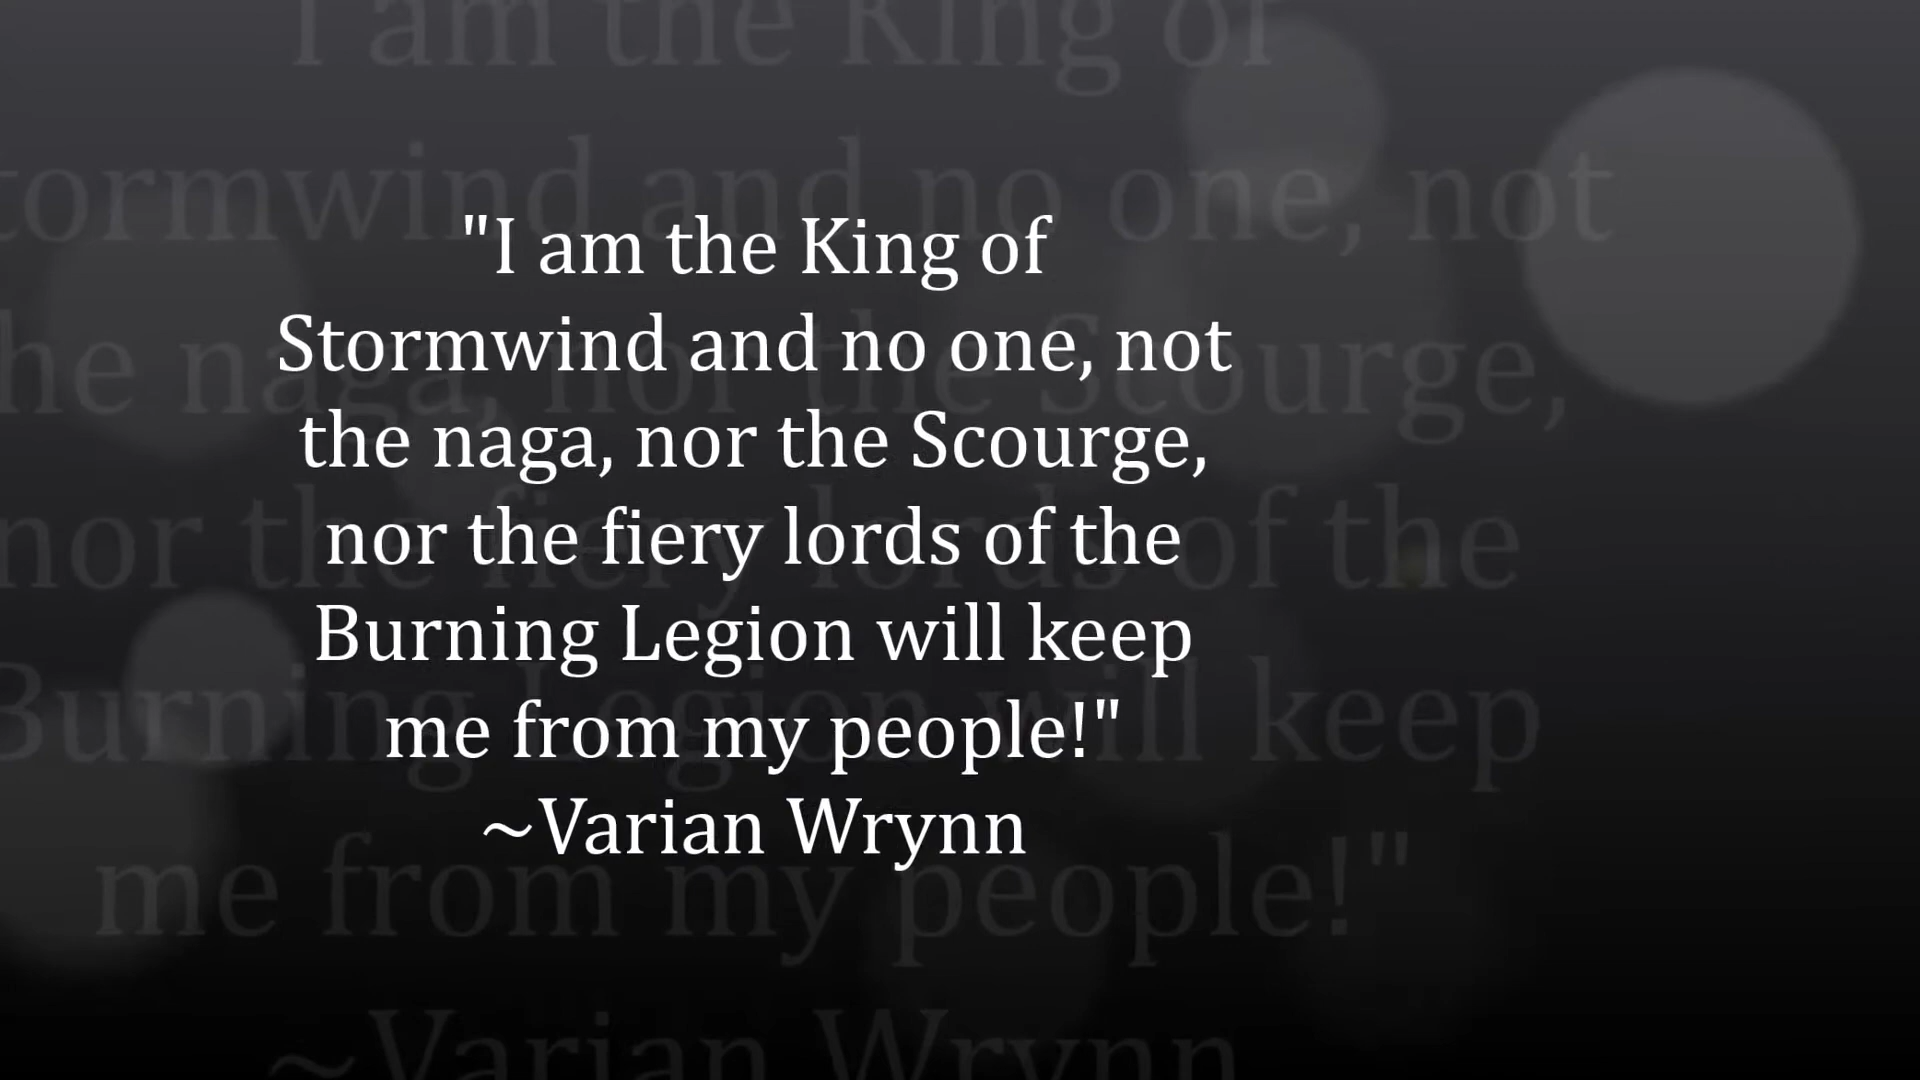 "I am the King of
Stormwind and no one, not
the naga, nor the Scourge,
nor the fiery lords of the
Burning Legion will keep
me from my people!"
~Varian Wrynn